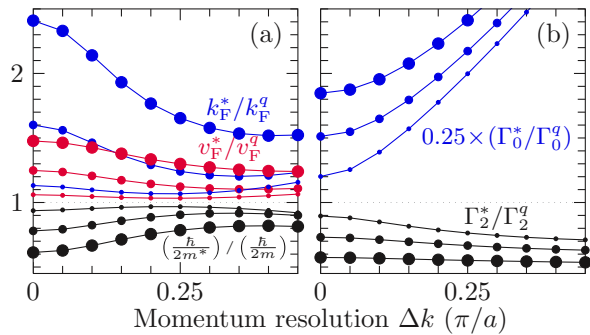 (a)
(b)
2
k*F/kqF
v*F/vqF
0.25×(Γ*0/Γq0)
1
Γ*2/Γq2
(ħ/2m*)/(ħ/2m)
0 0.25 0 0.25
Momentum resolution Δk (π/a)